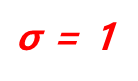 σ = 1